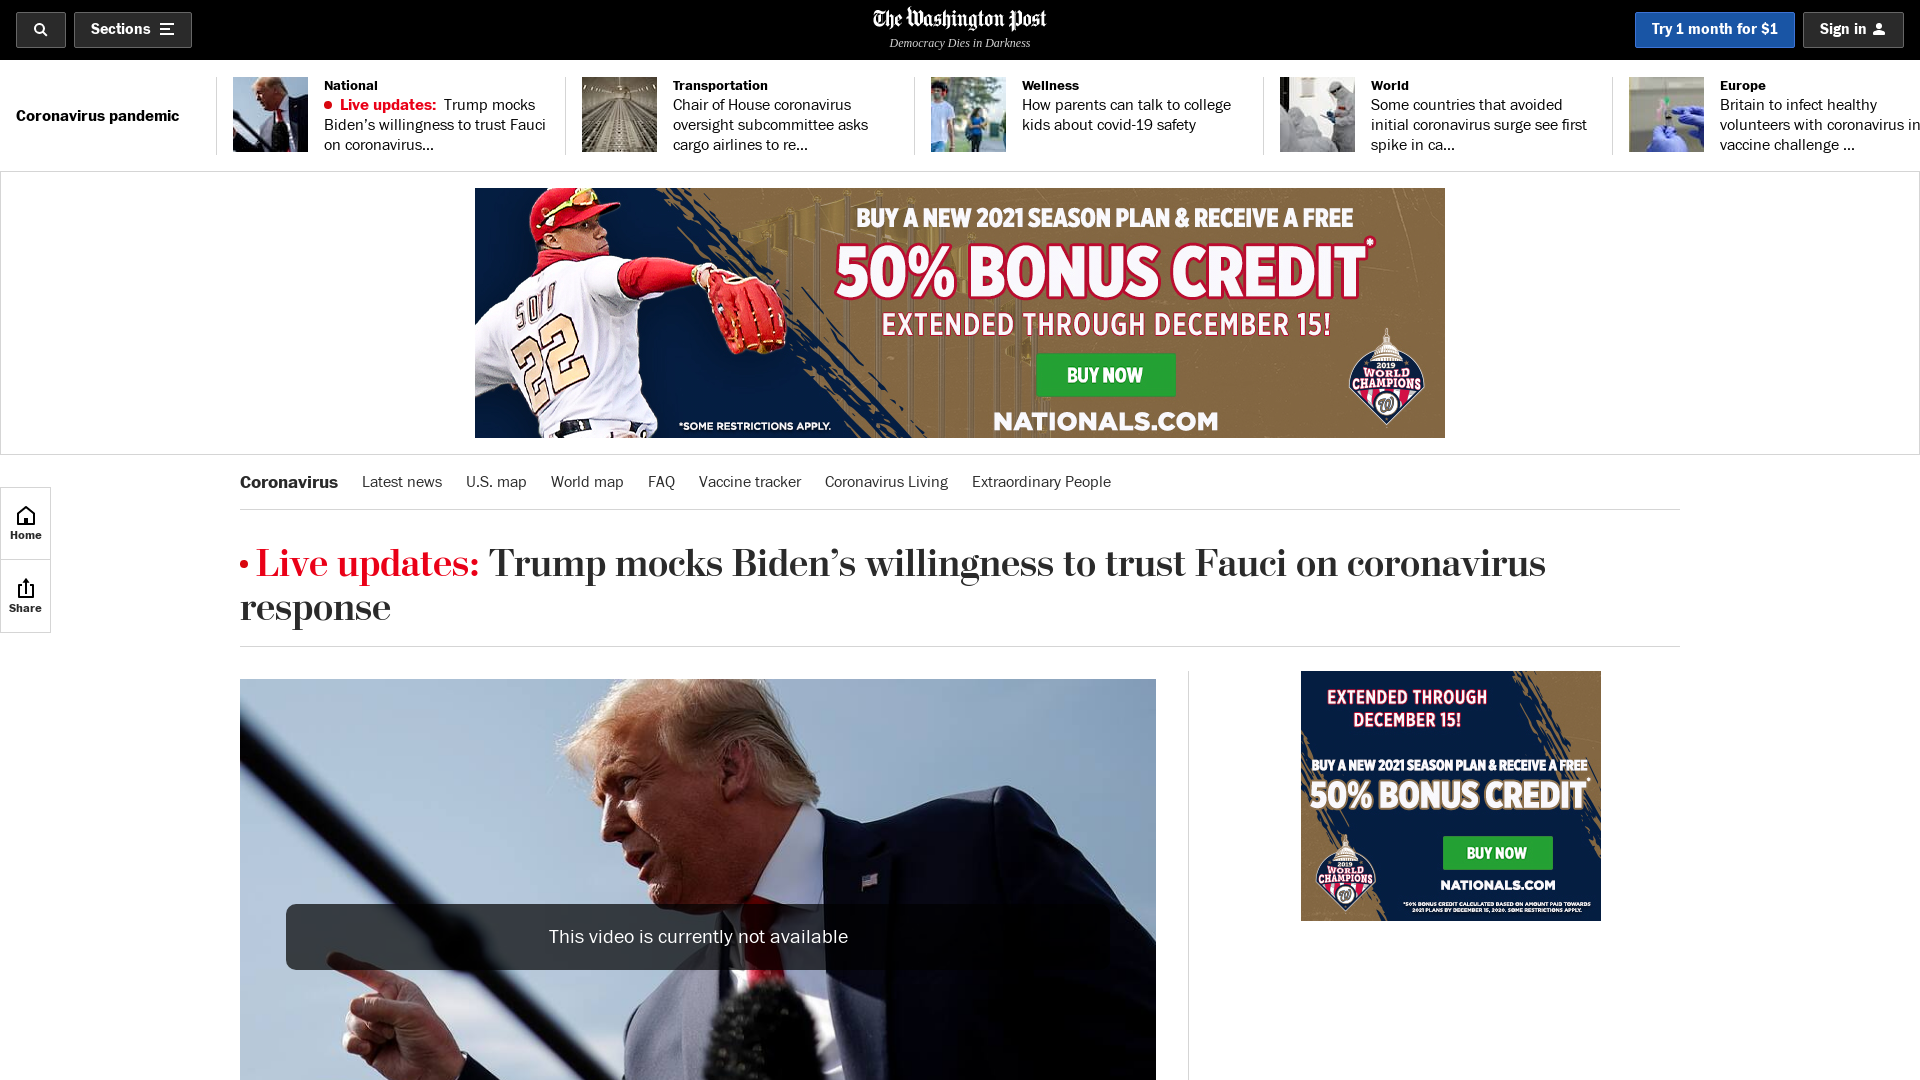 Sections
The Washington Post
Democracy Dies in Darkness
Try 1 month for $1
Sign in
Coronavirus pandemic
National
Live updates: Trump mocks
Biden’s willingness to trust Fauci
on coronavirus...
Transportation
Chair of House coronavirus
oversight subcommittee asks
cargo airlines to re...
Wellness
How parents can talk to college
kids about covid-19 safety
World
Some countries that avoided
initial coronavirus surge see first
spike in ca...
Europe
Britain to infect healthy
volunteers with coronavirus in
vaccine challenge ...
BUY A NEW 2021 SEASON PLAN & RECEIVE A FREE
50% BONUS CREDIT*
EXTENDED THROUGH DECEMBER 15!
BUY NOW
NATIONALS.COM
*SOME RESTRICTIONS APPLY.
SOTO
22
2019
WORLD
CHAMPIONS
W
Coronavirus
Latest news
U.S. map
World map
FAQ
Vaccine tracker
Coronavirus Living
Extraordinary People
Home
Share
Live updates: Trump mocks Biden’s willingness to trust Fauci on coronavirus
response
This video is currently not available
EXTENDED THROUGH
DECEMBER 15!
BUY A NEW 2021 SEASON PLAN & RECEIVE A FREE
50% BONUS CREDIT*
BUY NOW
NATIONALS.COM
2019
WORLD
CHAMPIONS
W
*50% BONUS CREDIT CALCULATED BASED ON AMOUNT PAID TOWARDS
2021 PLANS BY DECEMBER 15, 2020. SOME RESTRICTIONS APPLY.